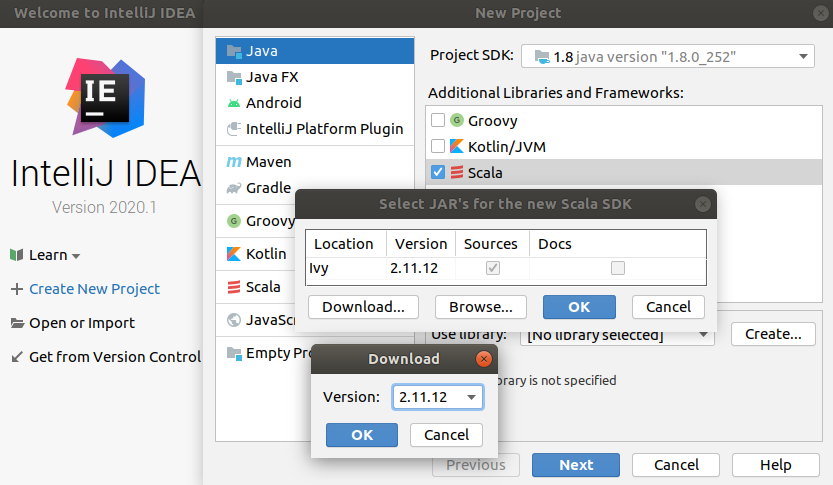 Welcome to IntelliJ IDEA
IE
IntelliJ IDEA
Version 2020.1
Learn
Create New Project
Open or Import
Get from Version Control
New Project
Java
Java FX
Android
IntelliJ Platform Plugin
Maven
Gradle
Groovy
Kotlin
Scala
JavaScr
Empty Pro
Project SDK: 1.8 java version "1.8.0_252"
Additional Libraries and Frameworks:
Groovy
Kotlin/JVM
Scala
Select JAR's for the new Scala SDK
Location Version Sources Docs
Ivy 2.11.12
Download... Browse... OK Cancel
Use library: [No library selected] Create...
rary is not specified
Download
Version: 2.11.12
OK Cancel
Previous Next Cancel Help